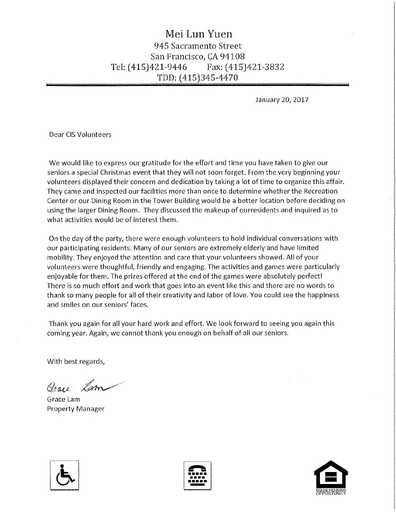 Mei Lun Yuen
945 Sacramento Street
San Francisco, CA 94108
Tel: (415)421-9446 Fax: (415)421-3832
TDD: (415)345-4470
January 20, 2017
Dear CIS Volunteers
We would like to express our gratitude for the effort and time you have taken to give our
seniors a special Christmas event that they will not soon forget. From the very beginning your
volunteers displayed their concern and dedication by taking a lot of time to organize this affair.
They came and inspected our facilities more than once to determine whether the Recreation
Center or our Dining Room in the Tower Building would be a better location before deciding on
using the larger Dining Room. They discussed the makeup of ourresidents and inquired as to
what activities would be of interest them.
On the day of the party, there were enough volunteers to hold individual conversations with
our participating residents. Many of our seniors are extremely elderly and have limited
mobility. They enjoyed the attention and care that your volunteers showed. All of your
volunteers were thoughtful, friendly and engaging. The activities and games were particularly
enjoyable for them. The prizes offered at the end of the games were absolutely perfect!
There is so much effort and work that goes into an event like this and there are no words to
thank so many people for all of their creativity and labor of love. You could see the happiness
and smiles on our seniors' faces.
Thank you again for all your hard work and effort. We look forward to seeing you again this
coming year. Again, we cannot thank you enough on behalf of all our seniors.
With best regards,
Grace Lam
Grace Lam
Property Manager
EQUAL HOUSING
OPPORTUNITY